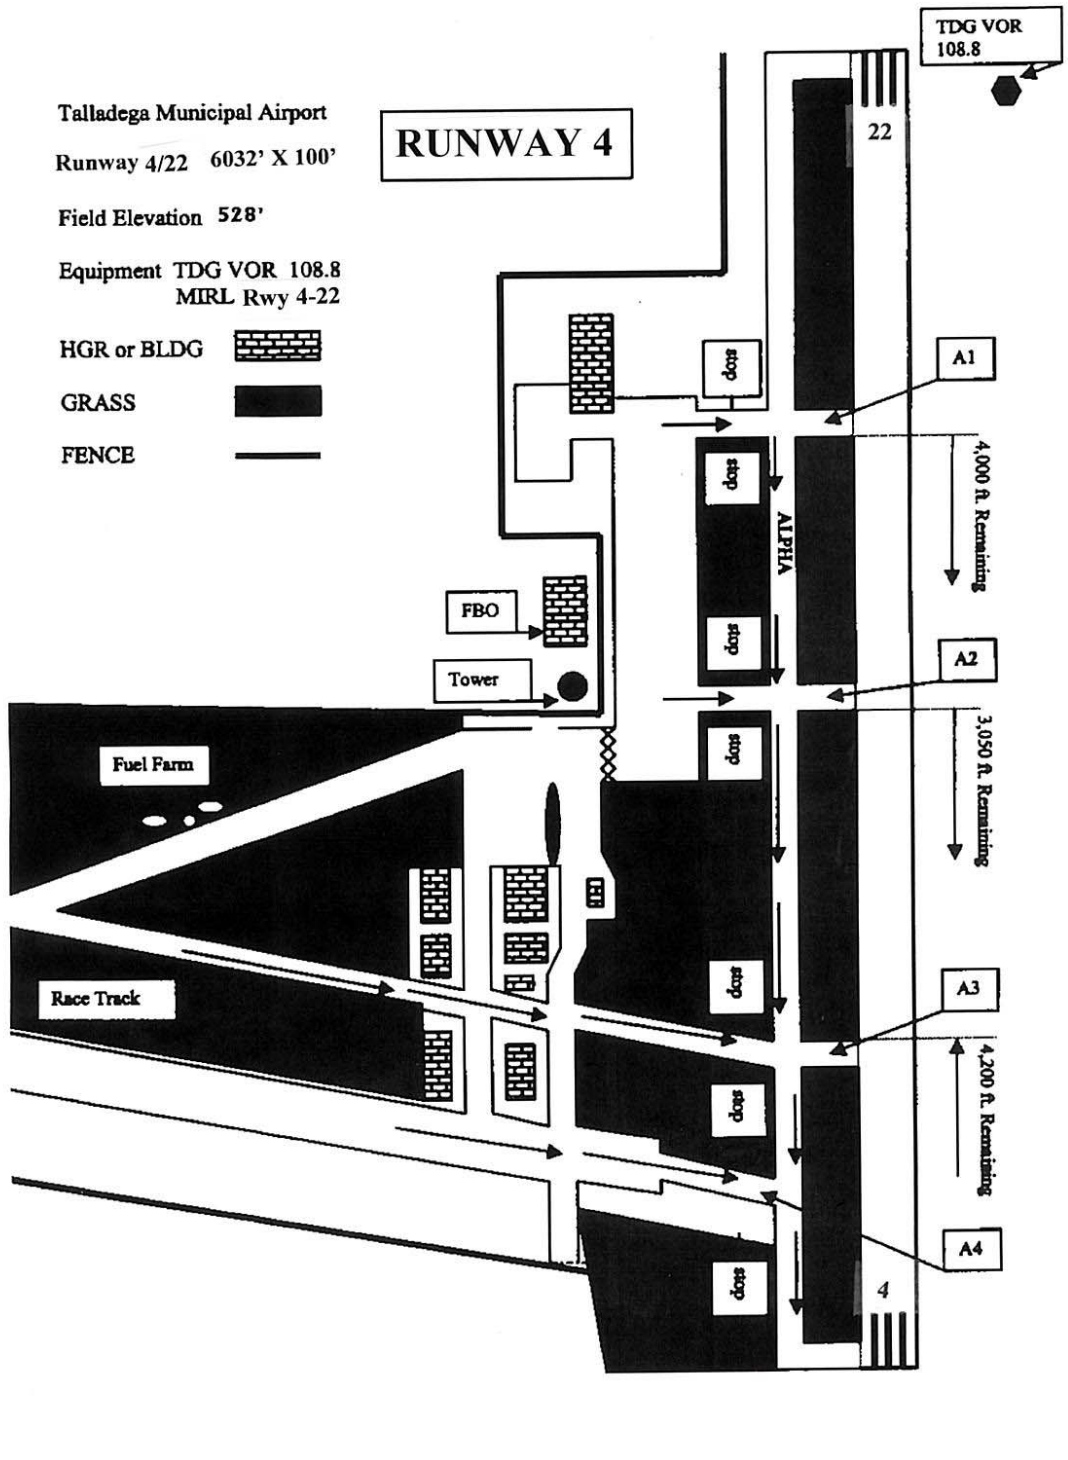 TDG VOR
108.8
Talladega Municipal Airport
RUNWAY 4
22
Runway 4/22 6032' X 100'
Field Elevation 528'
Equipment TDG VOR 108.8
MIRL Rwy 4-22
HGR or BLDG
GRASS
FENCE
stop
A1
stop
4,000 ft. Remaining
ALPHA
FBO
stop
A2
Tower
stop
3,050 ft. Remaining
Fuel Farm
Race Track
stop
A3
stop
4,200 ft. Remaining
A4
stop
4